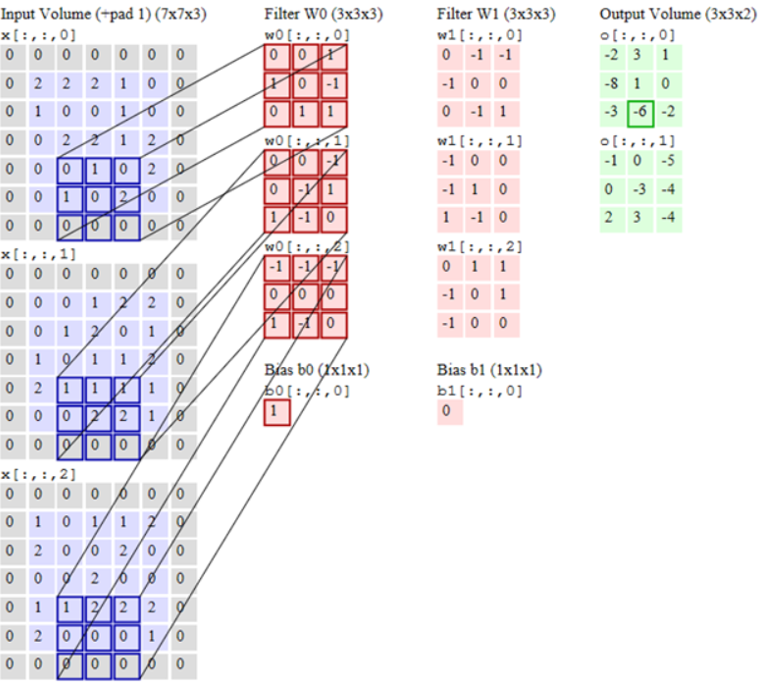 Input Volume (+pad 1) (7x7x3)
x[:,:,0]
0 0 0 0 0 0 0
0 2 2 2 1 0 0
0 1 0 0 1 0 0
0 0 2 2 1 2 0
0 0 0 1 0 2 0
0 0 1 0 2 0 0
0 0 0 0 0 0 0
x[:,:,1]
0 0 0 0 0 0 0
0 0 0 1 2 2 0
0 0 1 2 0 1 0
0 1 0 1 1 2 0
0 2 1 1 1 1 0
0 0 0 2 2 1 0
0 0 0 0 0 0 0
x[:,:,2]
0 0 0 0 0 0 0
0 1 0 1 1 2 0
0 2 0 0 2 0 0
0 0 0 2 0 0 0
0 1 1 2 2 2 0
0 2 0 0 0 1 0
0 0 0 0 0 0 0
Filter W0 (3x3x3)
w0[:,:,0]
0 0 1
1 0 -1
0 1 1
w0[:,:,1]
0 0 -1
0 -1 1
1 -1 0
w0[:,:,2]
-1 -1 -1
0 0 0
1 -1 0
Bias b0 (1x1x1)
b0[:,:,0]
1
Filter W1 (3x3x3)
w1[:,:,0]
0 -1 -1
-1 0 0
0 -1 1
w1[:,:,1]
-1 0 0
-1 1 0
1 -1 0
w1[:,:,2]
0 1 1
-1 0 1
-1 0 0
Bias b1 (1x1x1)
b1[:,:,0]
0
Output Volume (3x3x2)
o[:,:,0]
-2 3 1
-8 1 0
-3 -6 -2
o[:,:,1]
-1 0 -5
0 -3 -4
2 3 -4